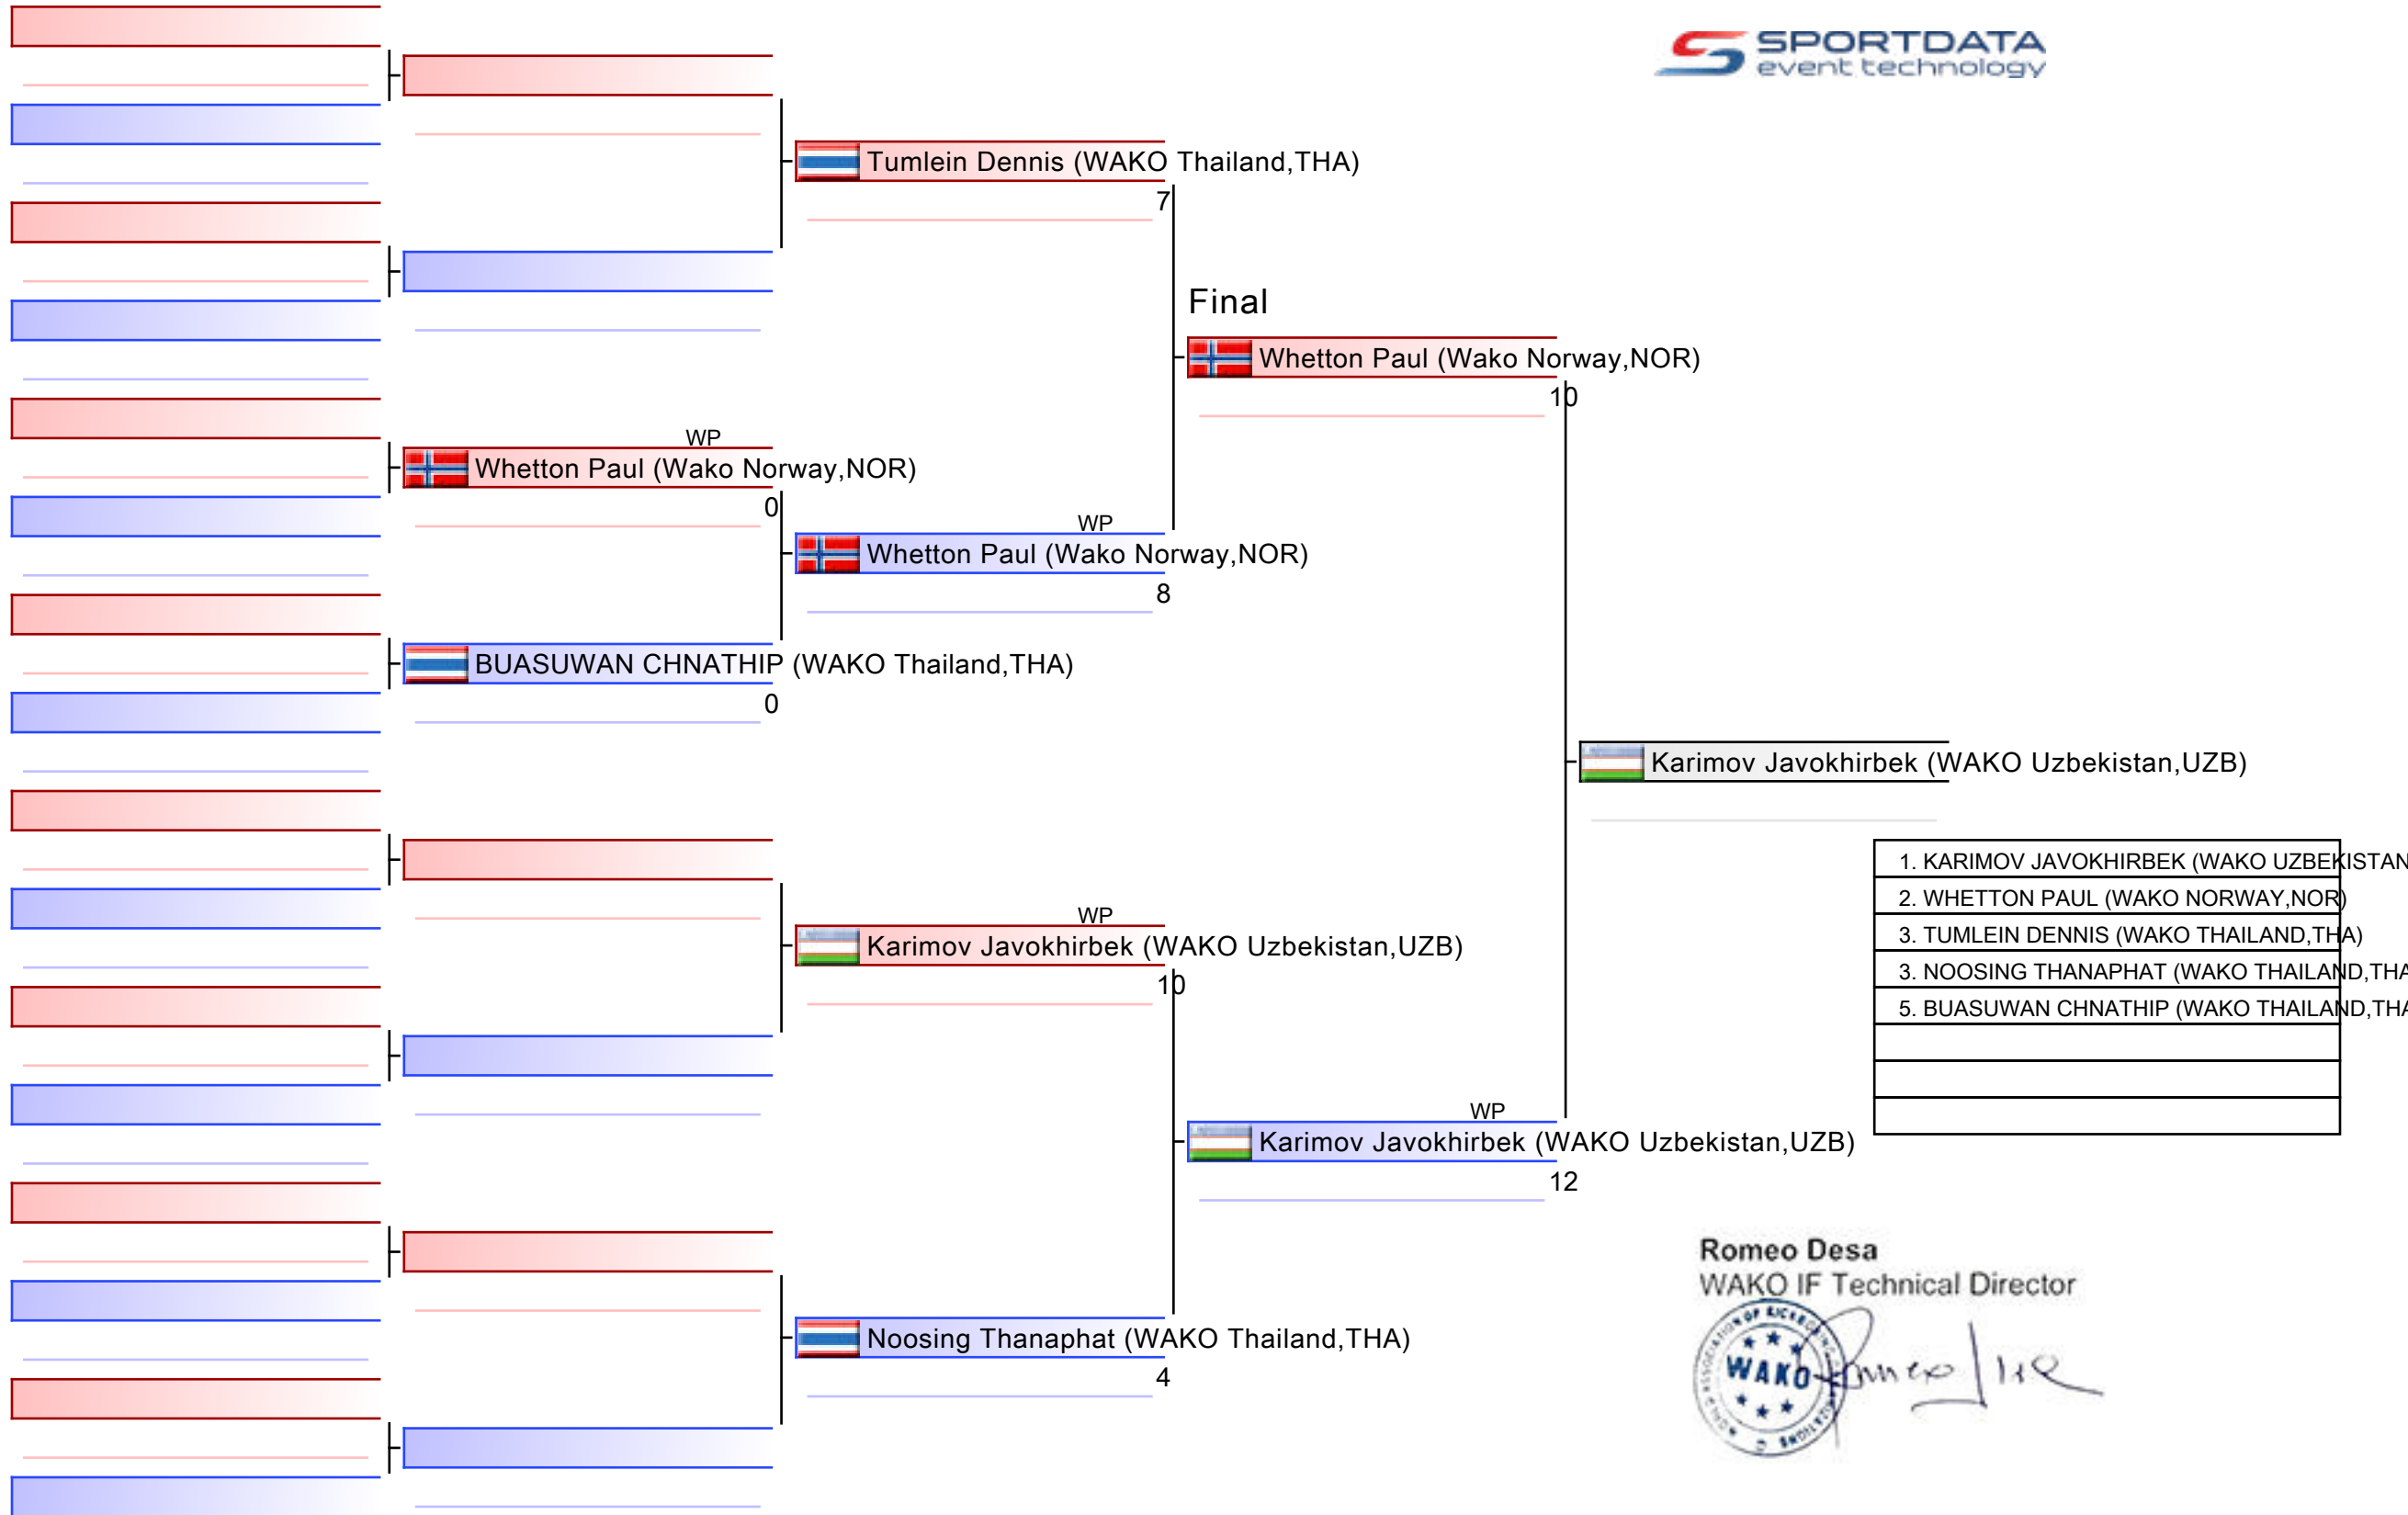 SPORTDATA
event technology
Tumlein Dennis (WAKO Thailand,THA)
7
Final
Whetton Paul (Wako Norway,NOR)
10
WP
Whetton Paul (Wako Norway,NOR)
0
WP
Whetton Paul (Wako Norway,NOR)
8
BUASUWAN CHNATHIP (WAKO Thailand,THA)
0
Karimov Javokhirbek (WAKO Uzbekistan,UZB)
1. KARIMOV JAVOKHIRBEK (WAKO UZBEKISTAN
2. WHETTON PAUL (WAKO NORWAY,NOR)
3. TUMLEIN DENNIS (WAKO THAILAND,THA)
3. NOOSING THANAPHAT (WAKO THAILAND,THA
5. BUASUWAN CHNATHIP (WAKO THAILAND,THA
WP
Karimov Javokhirbek (WAKO Uzbekistan,UZB)
10
WP
Karimov Javokhirbek (WAKO Uzbekistan,UZB)
12
Noosing Thanaphat (WAKO Thailand,THA)
4
Romeo Desa
WAKO IF Technical Director
WAKO